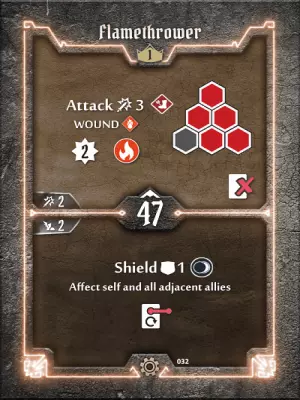 Flamethrower
1
Attack 3
WOUND
2
2
47
2
Shield 1
Affect self and all adjacent allies
032